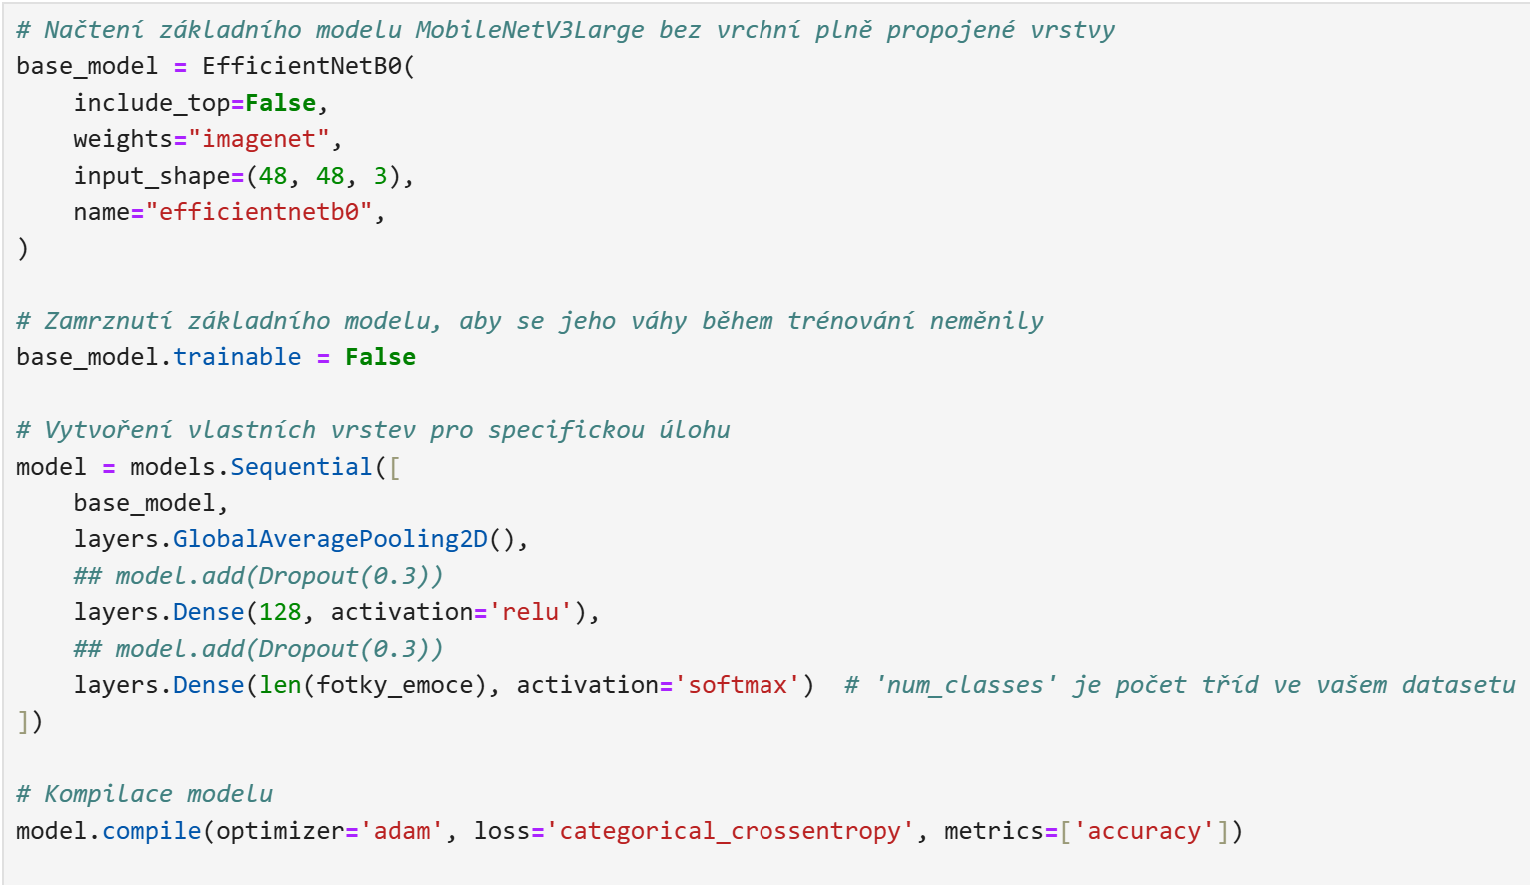 # Načtení základního modelu MobileNetV3Large bez vrchní plně propojené vrstvy
base_model = EfficientNetB0(
    include_top=False,
    weights="imagenet",
    input_shape=(48, 48, 3),
    name="efficientnetb0",
)

# Zamrznutí základního modelu, aby se jeho váhy během trénování neměnily
base_model.trainable = False

# Vytvoření vlastních vrstev pro specifickou úlohu
model = models.Sequential([
    base_model,
    layers.GlobalAveragePooling2D(),
    ## model.add(Dropout(0.3))
    layers.Dense(128, activation='relu'),
    ## model.add(Dropout(0.3))
    layers.Dense(len(fotky_emoce), activation='softmax')  # 'num_classes' je počet tříd ve vašem datasetu
])

# Kompilace modelu
model.compile(optimizer='adam', loss='categorical_crossentropy', metrics=['accuracy'])